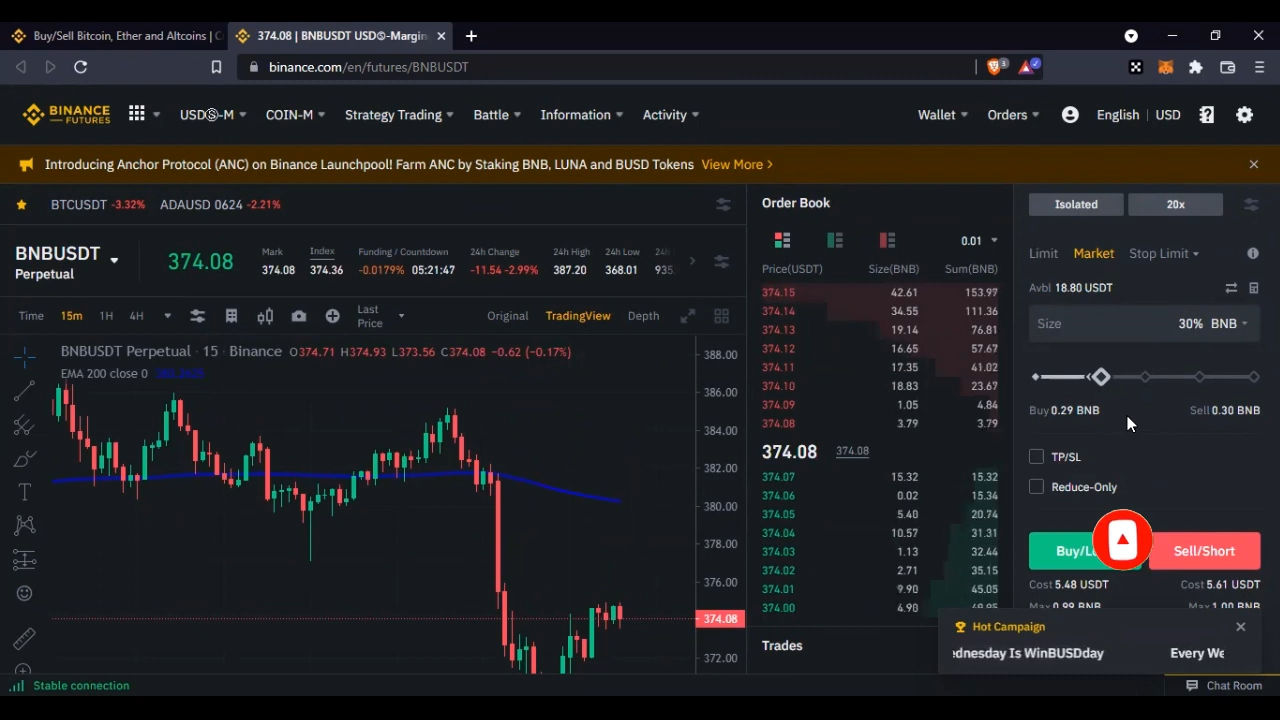 Buy/Sell Bitcoin, Ether and Altcoins | C
374.08 | BNBUSDT USDⓈ-Margin
binance.com/en/futures/BNBUSDT
BINANCE
FUTURES
USDⓈ-M
COIN-M
Strategy Trading
Battle
Information
Activity
Wallet
Orders
English
USD
Introducing Anchor Protocol (ANC) on Binance Launchpool! Farm ANC by Staking BNB, LUNA and BUSD Tokens View More >
BTCUSDT -3.32% ADAUSD 0624 -2.21%
BNBUSDT
Perpetual
374.08
Mark
374.08
Index
374.36
Funding / Countdown
-0.0179% 05:21:47
24h Change
-11.54 -2.99%
24h High
387.20
24h Low
368.01
24h
935.
Time 15m 1H 4H
Last Price
Original TradingView Depth
BNBUSDT Perpetual · 15 · Binance O374.71 H374.93 L373.56 C374.08 -0.62 (-0.17%)
EMA 200 close 0
388.00
386.00
384.00
382.00
380.00
378.00
376.00
374.08
372.00
Order Book
0.01
Price(USDT) Size(BNB) Sum(BNB)
374.15 42.61 153.97
374.14 34.55 111.36
374.13 19.14 76.81
374.12 16.65 57.67
374.11 17.35 41.02
374.10 18.83 23.67
374.09 1.05 4.84
374.08 3.79 3.79
374.08 374.08
374.07 15.32 15.32
374.06 0.02 15.34
374.05 5.40 20.74
374.04 10.57 31.31
374.03 1.13 32.44
374.02 2.71 35.15
374.01 9.90 45.05
374.00 4.90 49.95
Trades
Isolated 20x
Limit Market Stop Limit
Avbl 18.80 USDT
Size 30% BNB
Buy 0.29 BNB Sell 0.30 BNB
TP/SL
Reduce-Only
Buy/L Sell/Short
Cost 5.48 USDT Cost 5.61 USDT
Max 0.99 BNB Max 1.00 BNB
Hot Campaign
ednesday Is WinBUSDday Every We
Stable connection
Chat Room